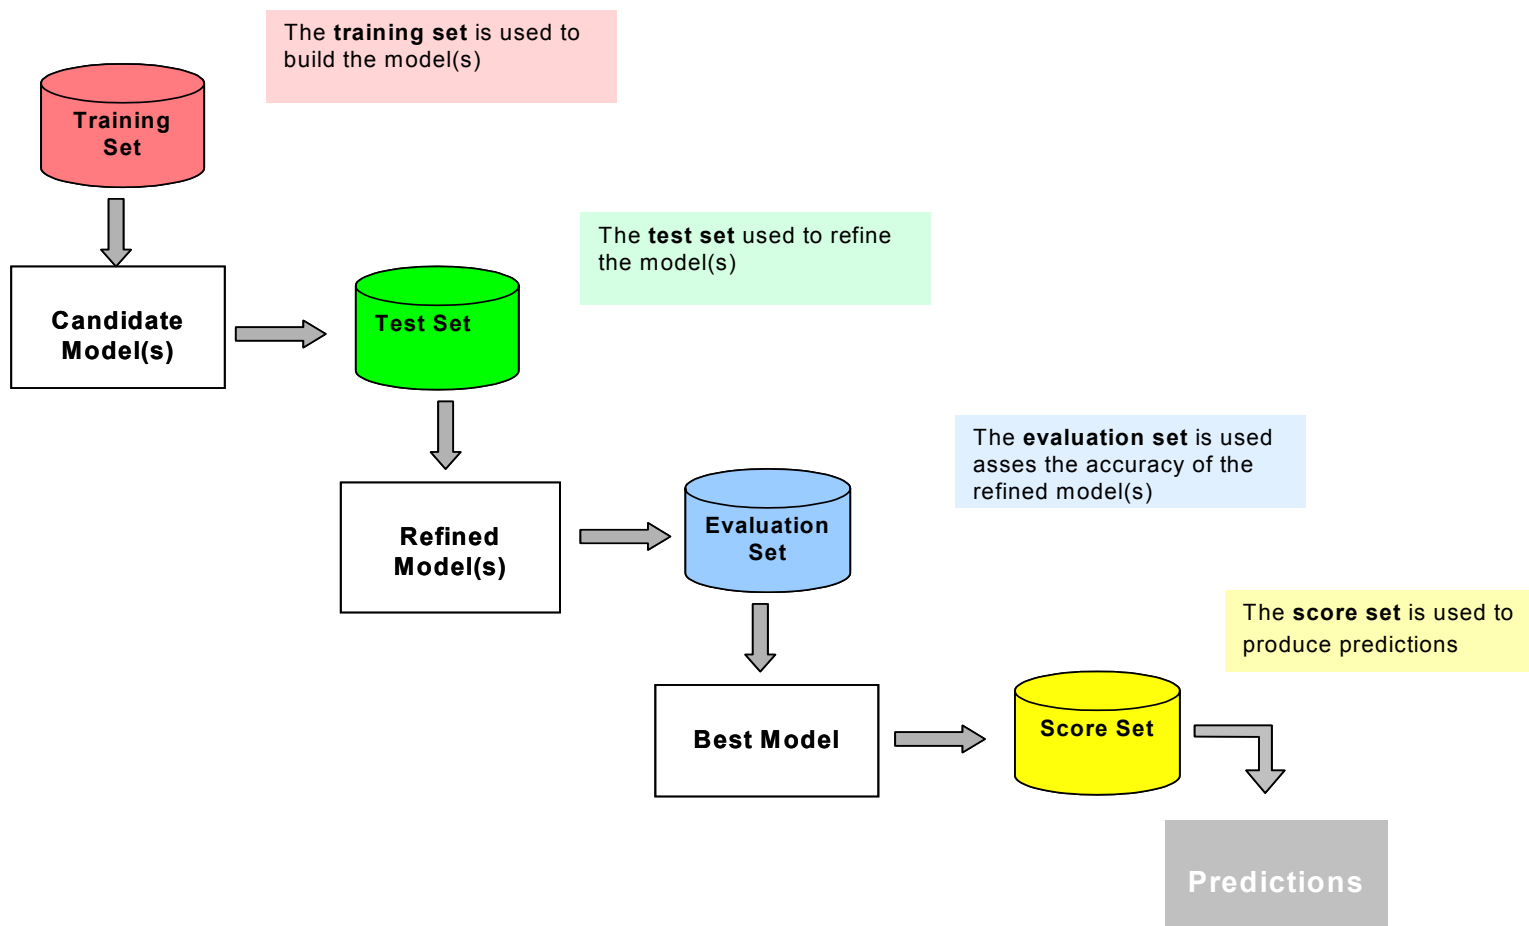 The training set is used to
build the model(s)
Training
Set
Candidate
Model(s)
Test Set
The test set used to refine
the model(s)
Refined
Model(s)
Evaluation
Set
The evaluation set is used
asses the accuracy of the
refined model(s)
Best Model
Score Set
The score set is used to
produce predictions
Predictions